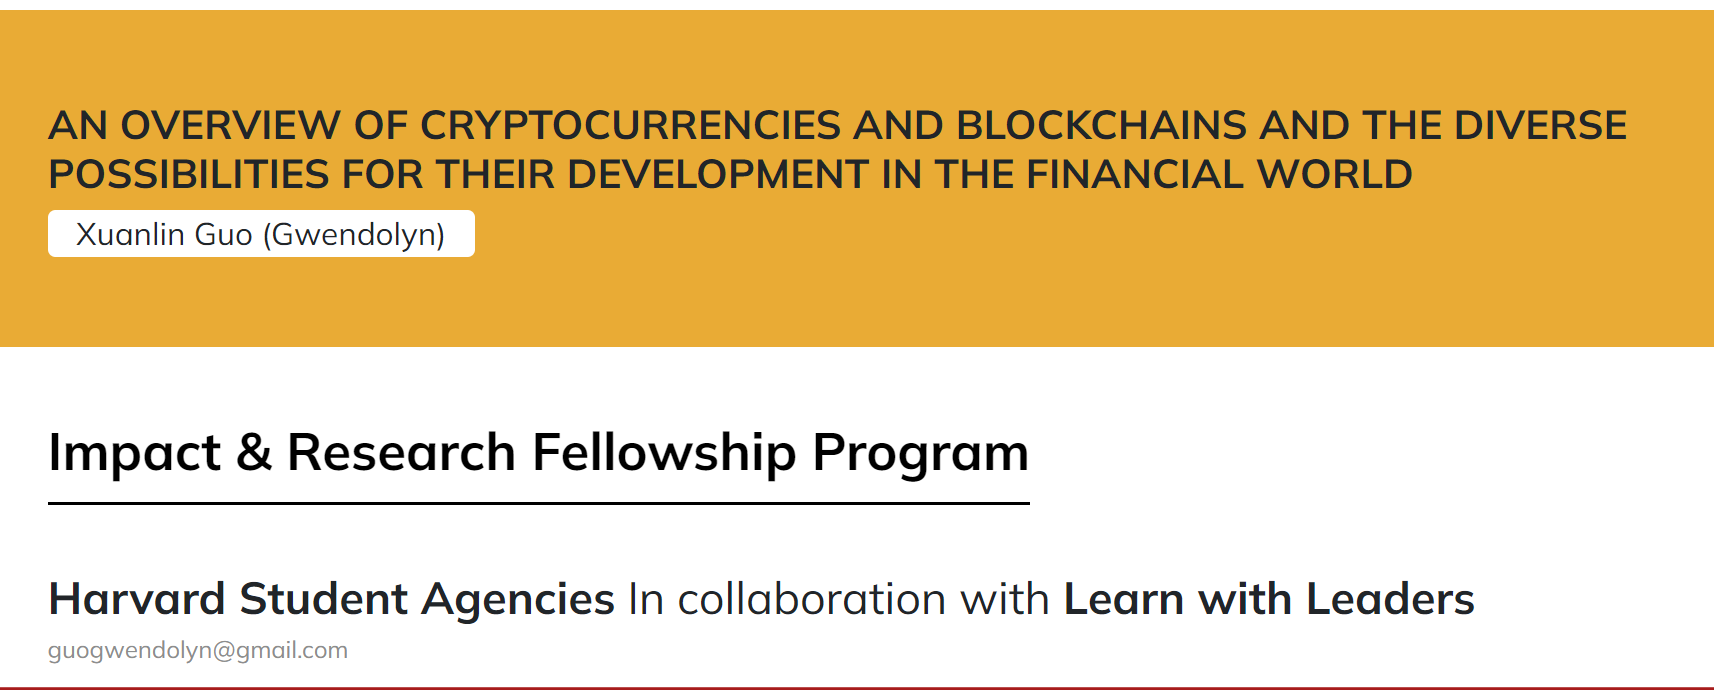 AN OVERVIEW OF CRYPTOCURRENCIES AND BLOCKCHAINS AND THE DIVERSE
POSSIBILITIES FOR THEIR DEVELOPMENT IN THE FINANCIAL WORLD
Xuanlin Guo (Gwendolyn)
Impact & Research Fellowship Program
Harvard Student Agencies In collaboration with Learn with Leaders
guogwendolyn@gmail.com